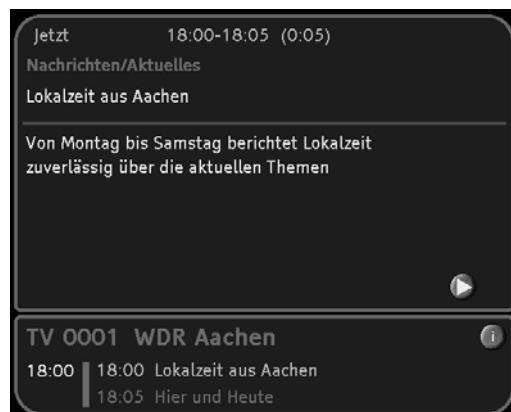 Jetzt 18:00-18:05 (0:05)
Nachrichten/Aktuelles
Lokalzeit aus Aachen
Von Montag bis Samstag berichtet Lokalzeit
zuverlässig über die aktuellen Themen
TV 0001 WDR Aachen i
18:00 18:00 Lokalzeit aus Aachen
18:05 Hier und Heute